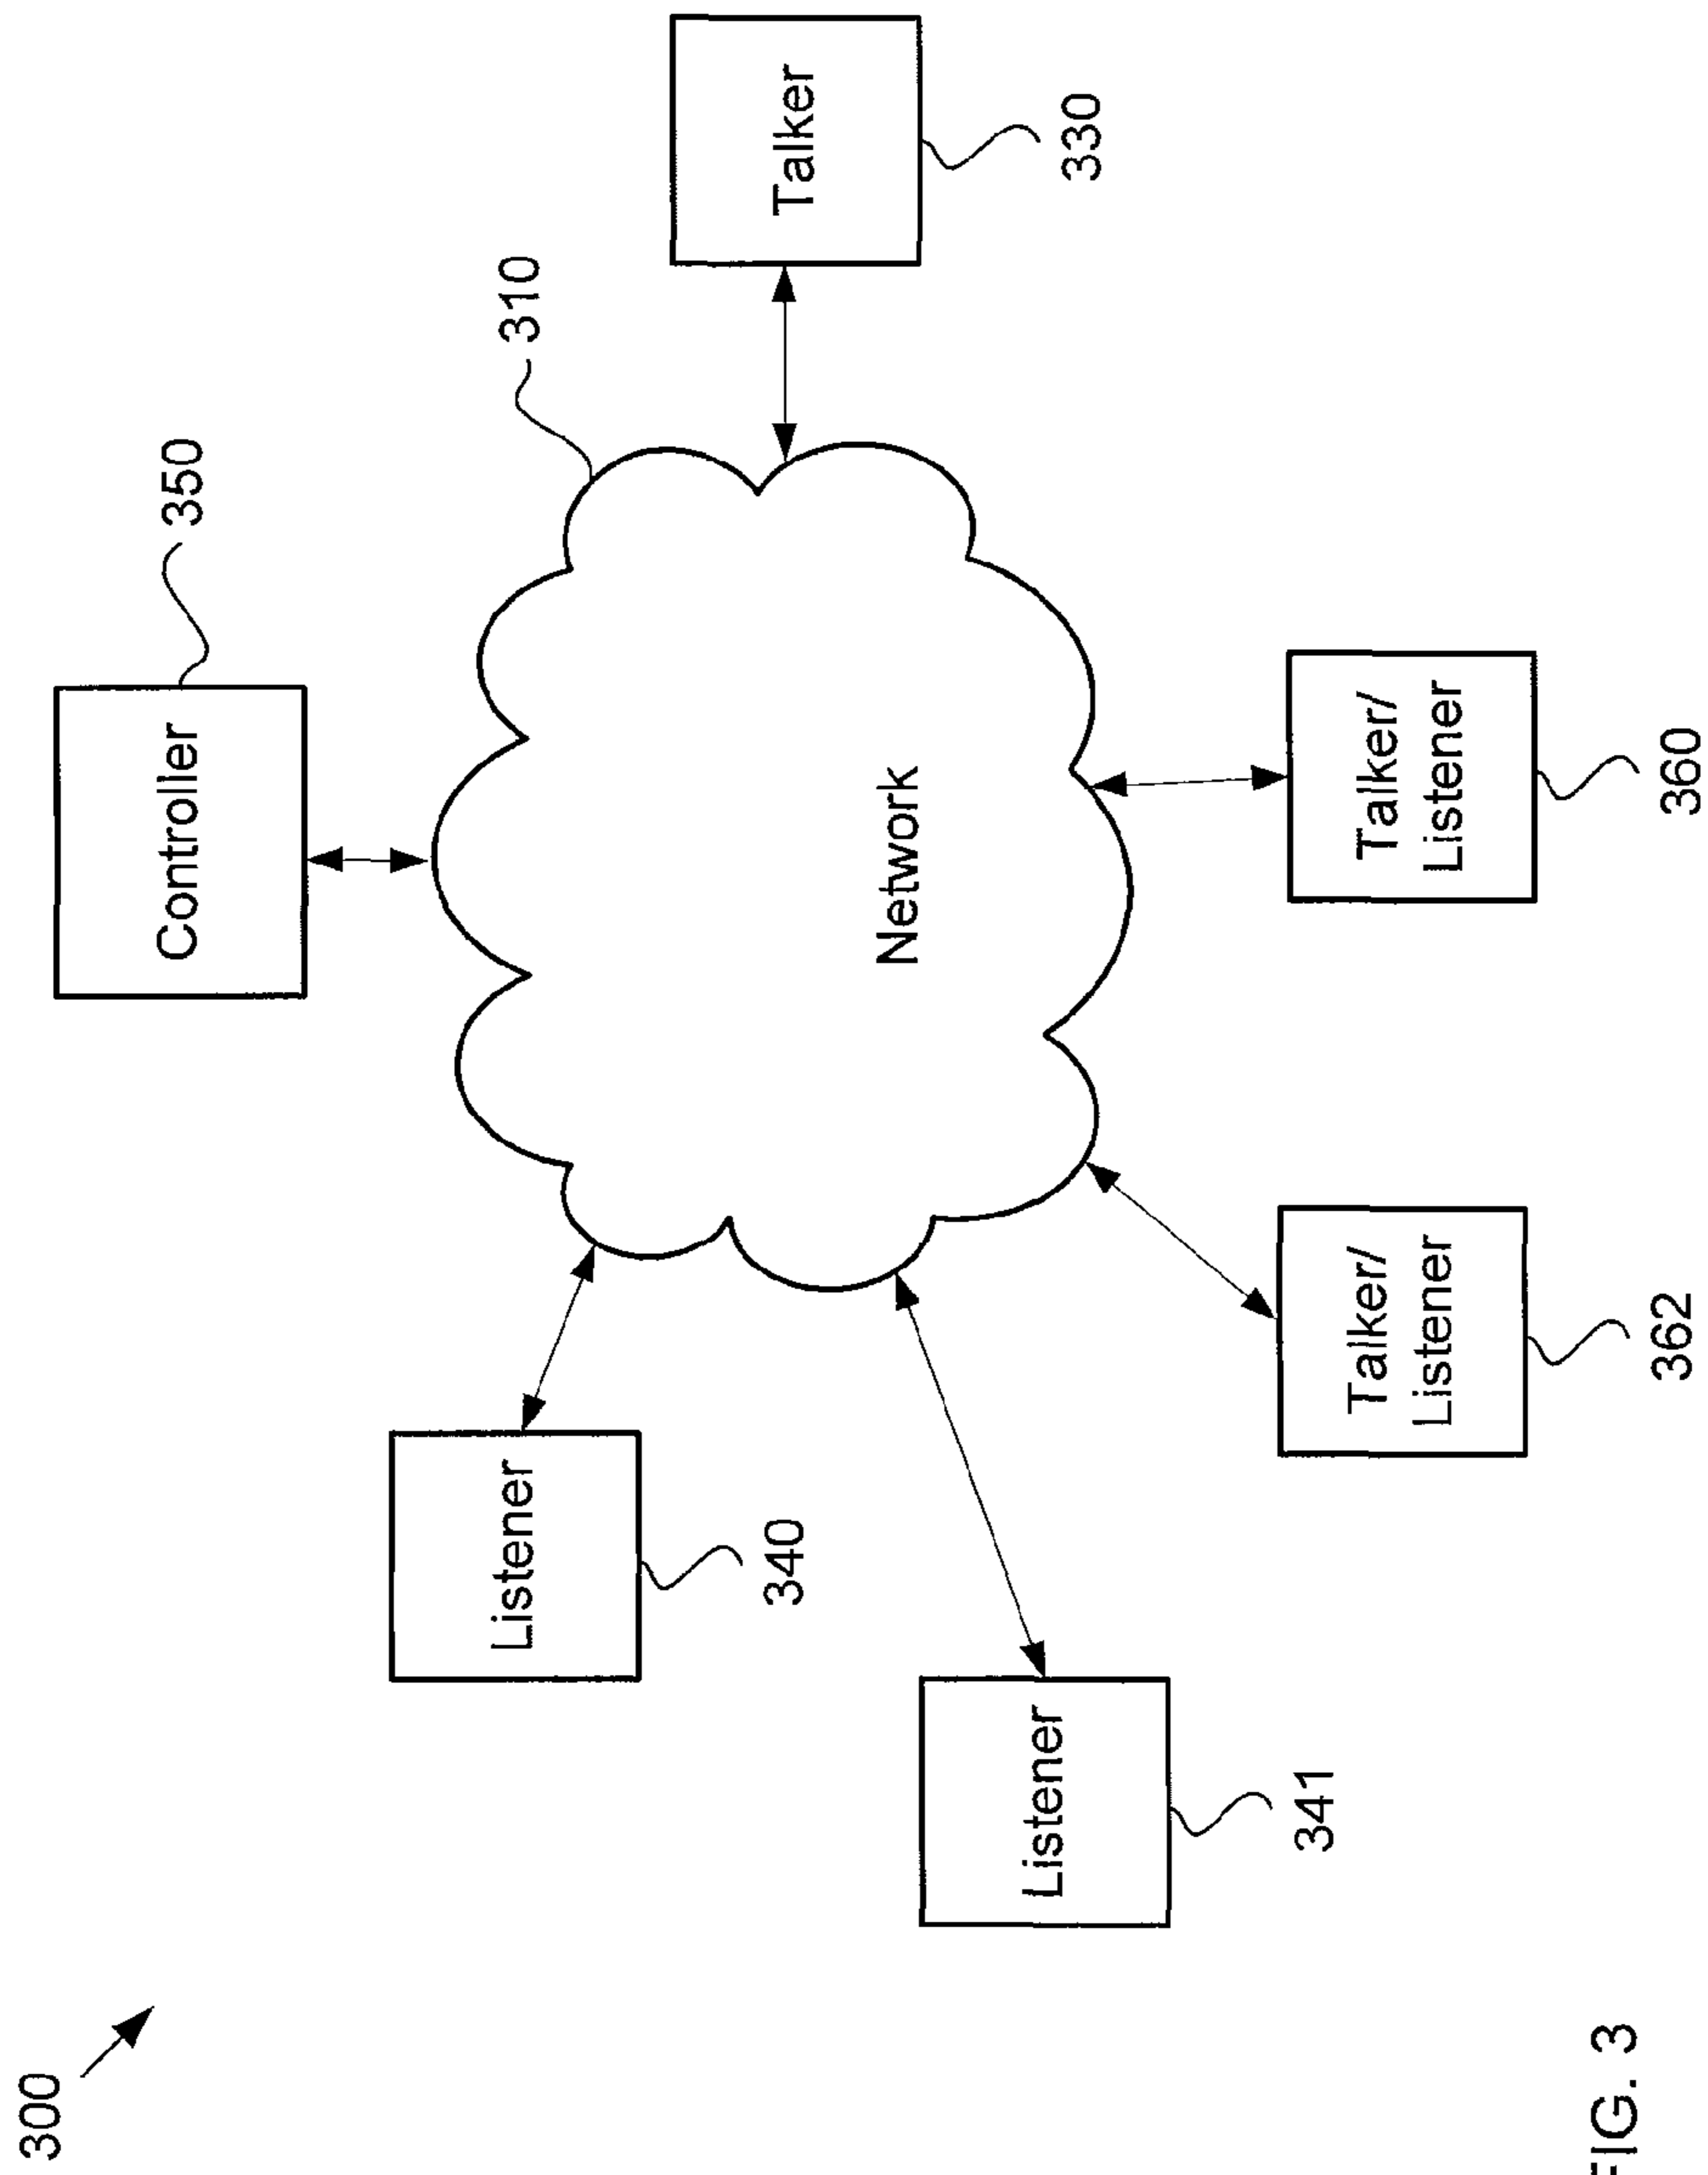 300
Controller
350
310
Listener
340
Network
Talker
330
Listener
341
Talker/
Listener
362
Talker/
Listener
360
FIG. 3